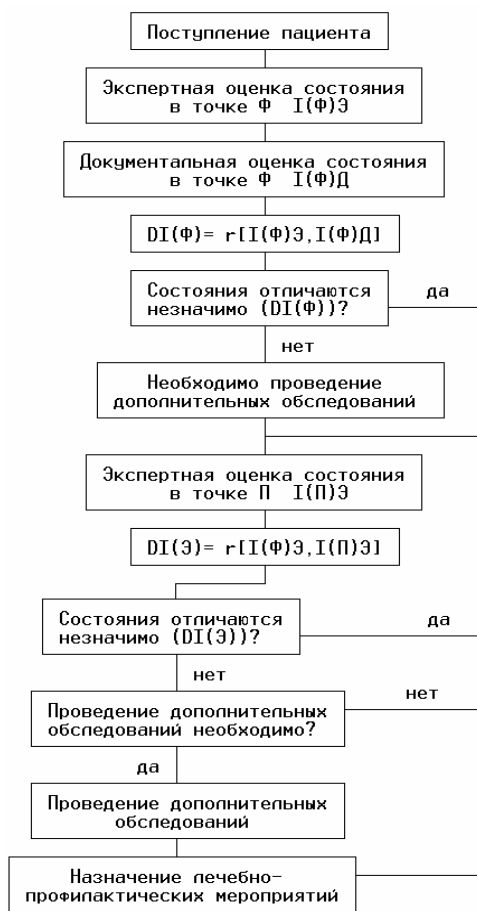 Поступление пациента
Экспертная оценка состояния
в точке Ф I(Ф)Э
Документальная оценка состояния
в точке Ф I(Ф)Д
DI(Ф)= r[I(Ф)Э,I(Ф)Д]
Состояния отличаются
незначимо (DI(Ф))?
да
нет
Необходимо проведение
дополнительных обследований
Экспертная оценка состояния
в точке П I(П)Э
DI(Э)= r[I(Ф)Э,I(П)Э]
Состояния отличаются
незначимо (DI(Э))?
да
нет
Проведение дополнительных
обследований необходимо?
нет
да
Проведение дополнительных
обследований
Назначение лечебно-
профилактических мероприятий